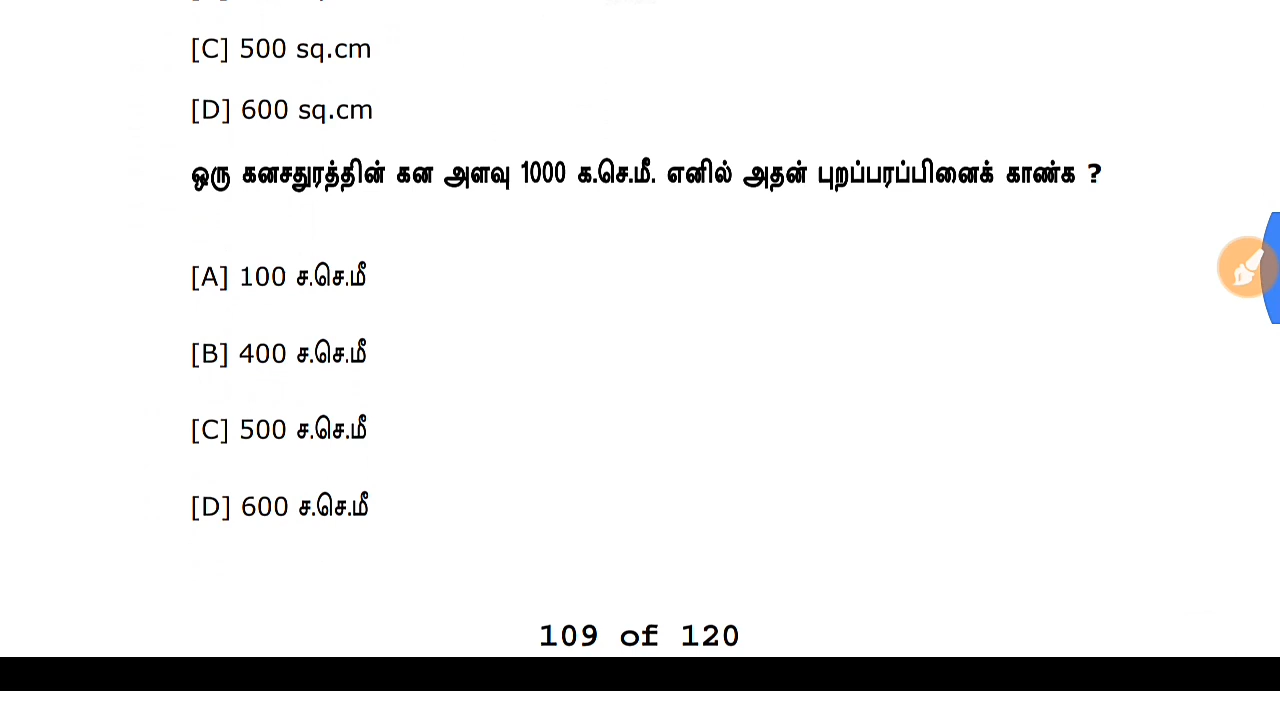 [C] 500 sq.cm
[D] 600 sq.cm
ஒரு கனசதுரத்தின் கன அளவு 1000 க.செ.மீ. எனில் அதன் புறப்பரப்பினைக் காண்க ?
[A] 100 ச.செ.மீ
[B] 400 ச.செ.மீ
[C] 500 ச.செ.மீ
[D] 600 ச.செ.மீ
109 of 120